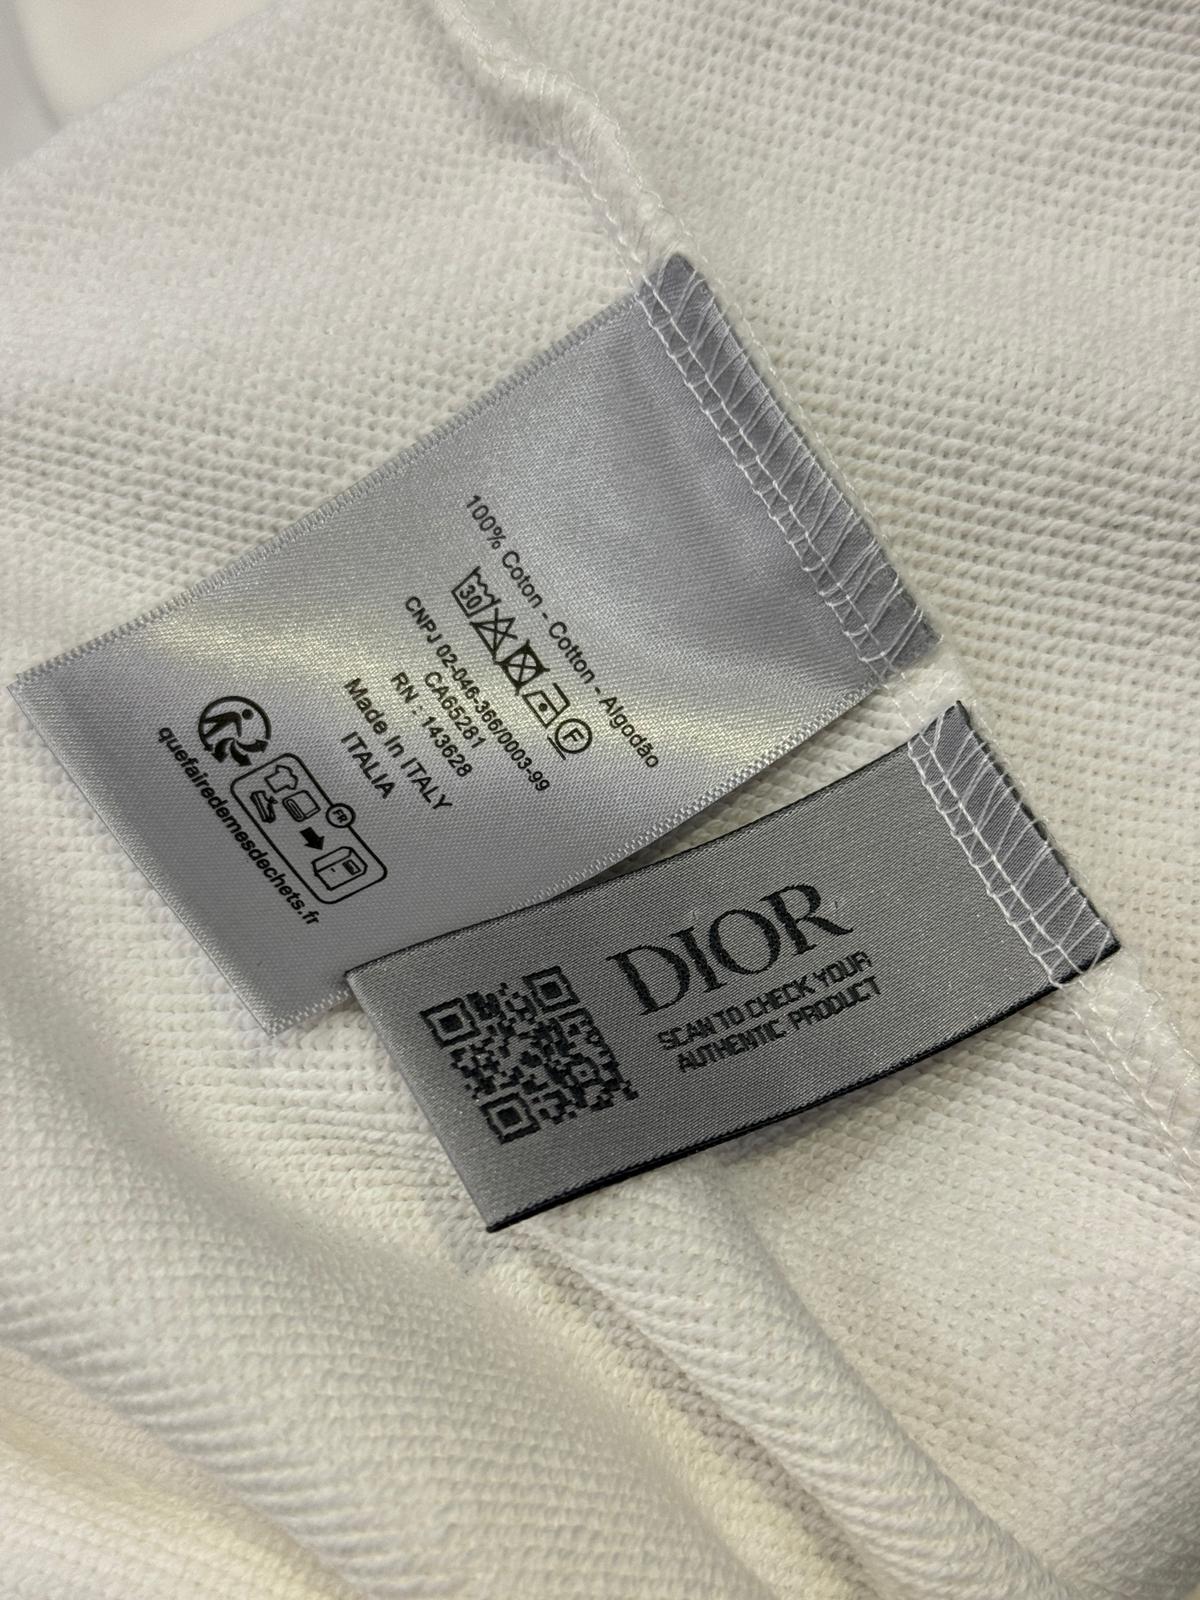 100% Coton - Cotton - Algodão
30
F
CNPJ 02-046-366/0003-99
CA65281
RN : 143628
Made In ITALY
ITALIA
FR
quefairedemesdechets.fr
DIOR
SCAN TO CHECK YOUR
AUTHENTIC PRODUCT